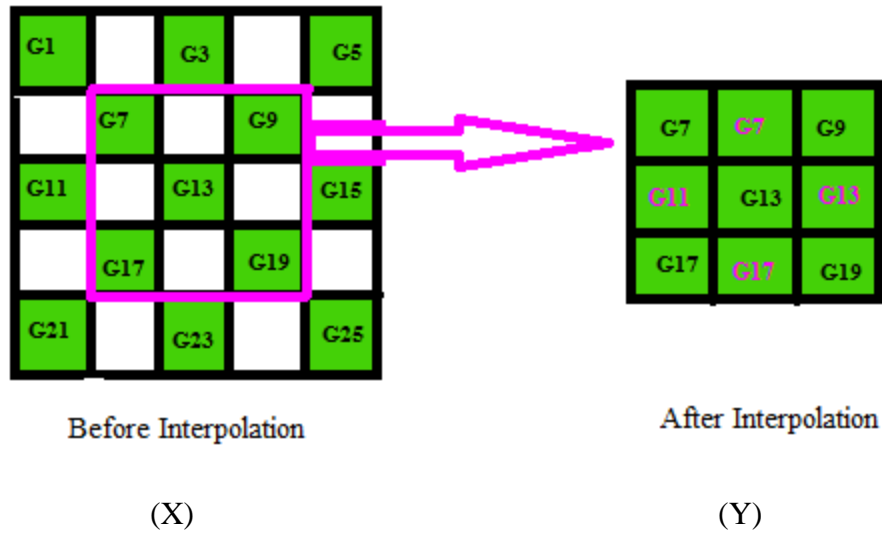 G1 G3 G5
G7 G9
G11 G13 G15
G17 G19
G21 G23 G25
G7 G7 G9
G11 G13 G13
G17 G17 G19
Before Interpolation
After Interpolation
(X)
(Y)